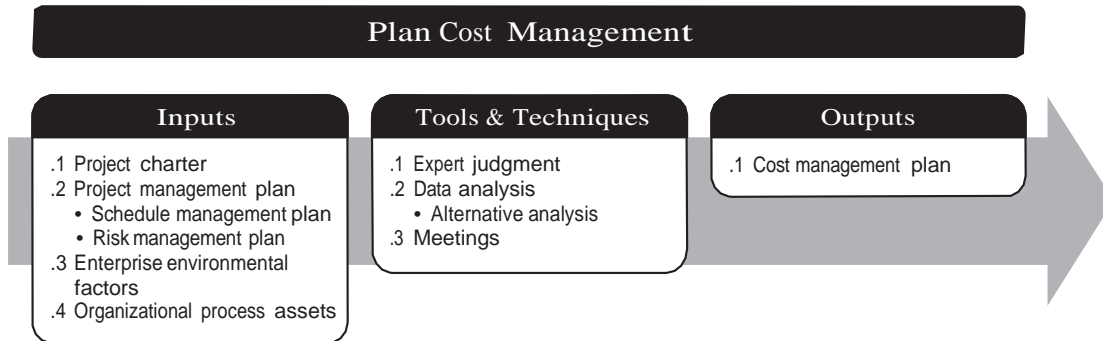 Plan Cost Management
Inputs
.1 Project charter
.2 Project management plan
• Schedule management plan
• Risk management plan
.3 Enterprise environmental
factors
.4 Organizational process assets
Tools & Techniques
.1 Expert judgment
.2 Data analysis
• Alternative analysis
.3 Meetings
Outputs
.1 Cost management plan